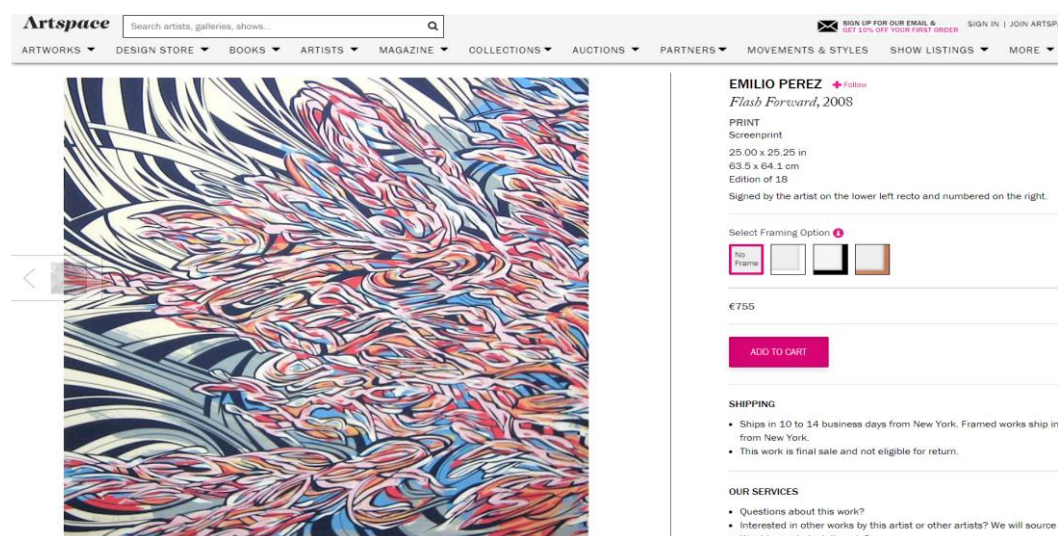 Artspace
Search artists, galleries, shows...
SIGN UP FOR OUR EMAIL &
GET 10% OFF YOUR FIRST ORDER
SIGN IN | JOIN ARTSPA
ARTWORKS DESIGN STORE BOOKS ARTISTS MAGAZINE COLLECTIONS AUCTIONS PARTNERS MOVEMENTS & STYLES SHOW LISTINGS MORE
EMILIO PEREZ + Follow
Flash Forward, 2008
PRINT
Screenprint
25.00 x 25.25 in
63.5 x 64.1 cm
Edition of 18
Signed by the artist on the lower left recto and numbered on the right.
Select Framing Option
No
Frame
€755
ADD TO CART
SHIPPING
• Ships in 10 to 14 business days from New York. Framed works ship in
from New York.
• This work is final sale and not eligible for return.
OUR SERVICES
• Questions about this work?
• Interested in other works by this artist or other artists? We will source